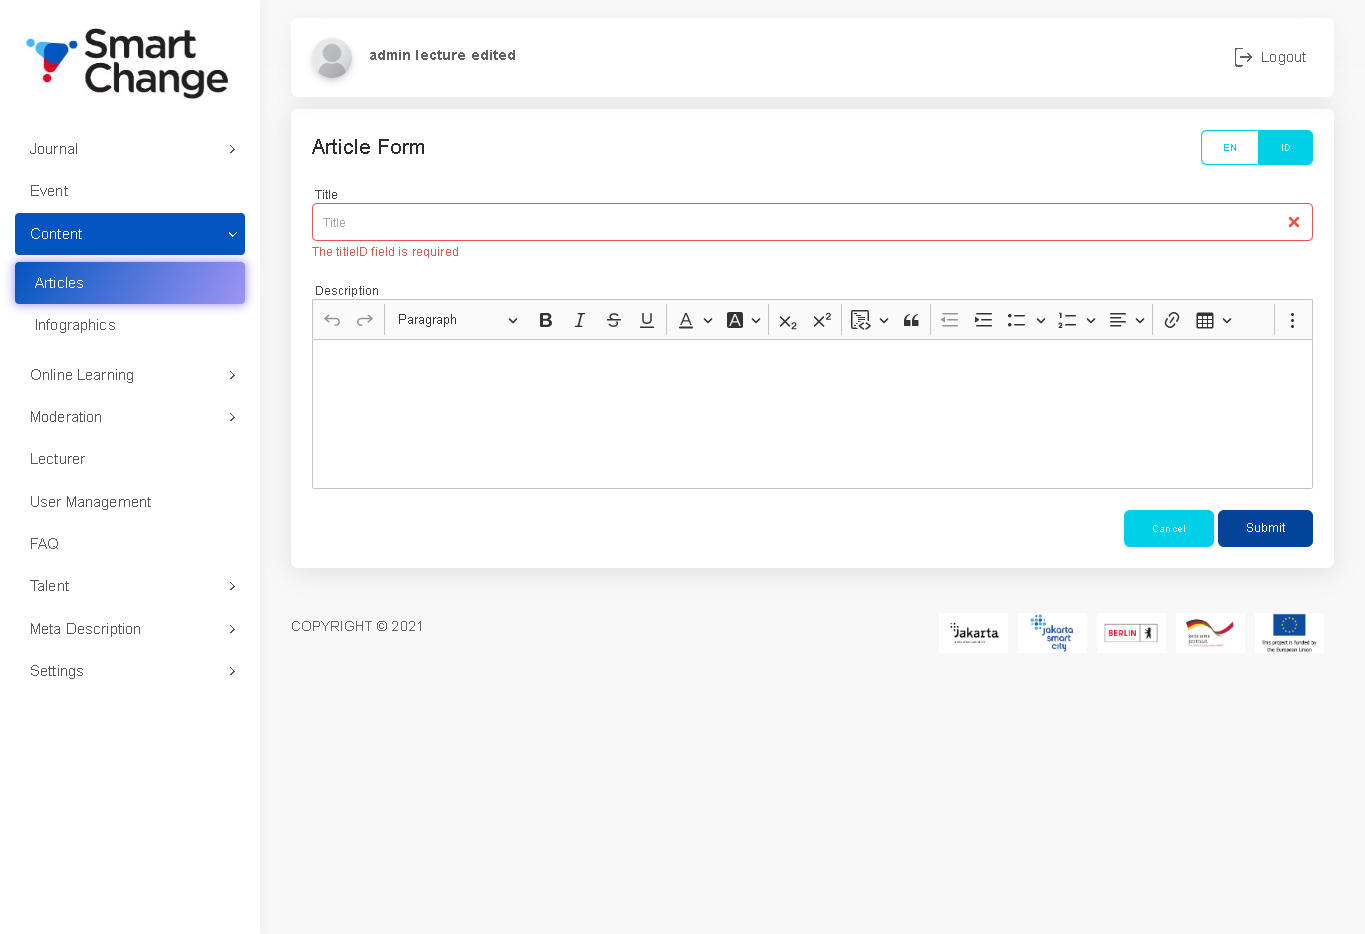 Smart
Change
admin lecture edited
Logout
Journal
Event
Content
Articles
Infographics
Online Learning
Moderation
Lecturer
User Management
FAQ
Talent
Meta Description
Settings
Article Form
EN
ID
Title
Title
The titleID field is required
Description
Paragraph
Cancel
Submit
COPYRIGHT © 2021
Jakarta
jakarta
smart
city
BERLIN
This project is funded by
the European Union